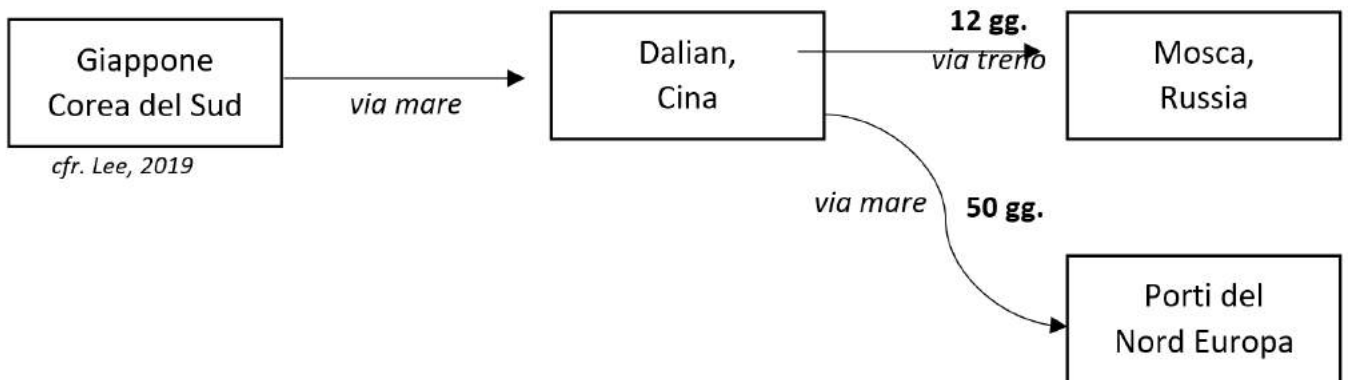 Giappone
Corea del Sud
cfr. Lee, 2019
via mare
Dalian,
Cina
12 gg.
via treno
Mosca,
Russia
via mare
50 gg.
Porti del
Nord Europa